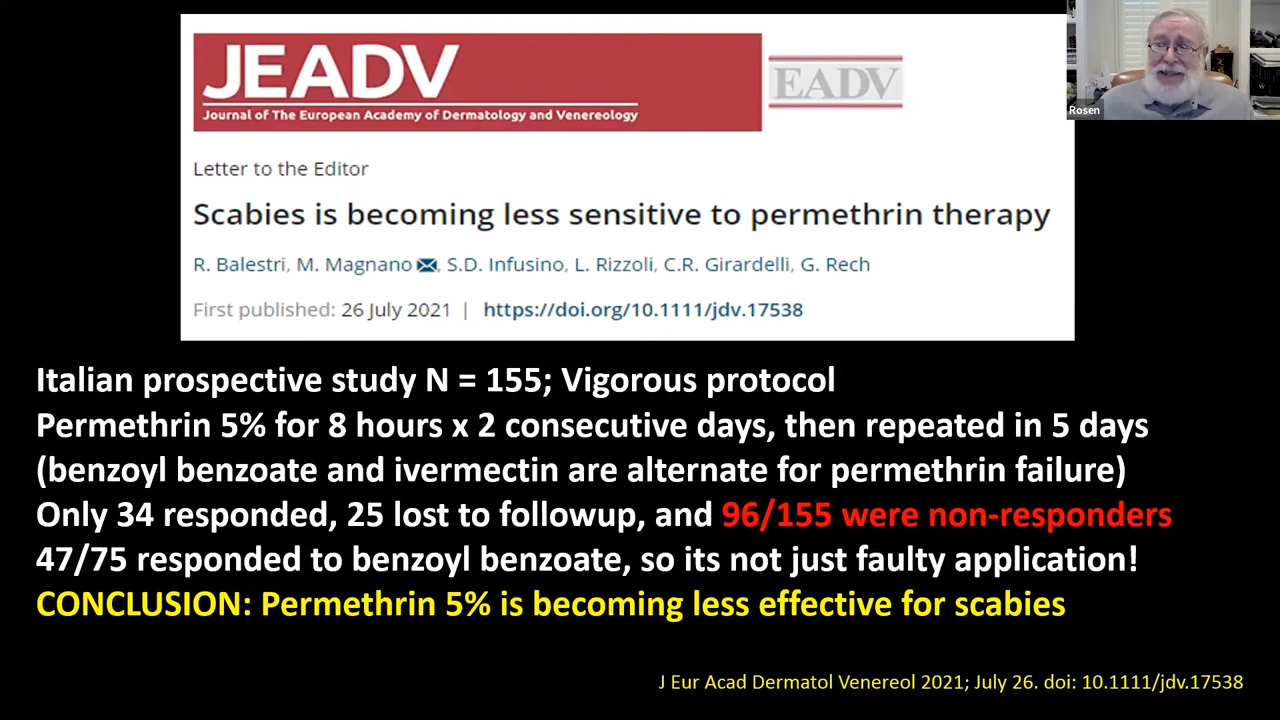 JEADV
Journal of The European Academy of Dermatology and Venereology
EADV
Rosen
Letter to the Editor
Scabies is becoming less sensitive to permethrin therapy
R. Balestri, M. Magnano, S.D. Infusino, L. Rizzoli, C.R. Girardelli, G. Rech
First published: 26 July 2021 | https://doi.org/10.1111/jdv.17538
Italian prospective study N = 155; Vigorous protocol
Permethrin 5% for 8 hours x 2 consecutive days, then repeated in 5 days
(benzoyl benzoate and ivermectin are alternate for permethrin failure)
Only 34 responded, 25 lost to followup, and 96/155 were non-responders
47/75 responded to benzoyl benzoate, so its not just faulty application!
CONCLUSION: Permethrin 5% is becoming less effective for scabies
J Eur Acad Dermatol Venereol 2021; July 26. doi: 10.1111/jdv.17538